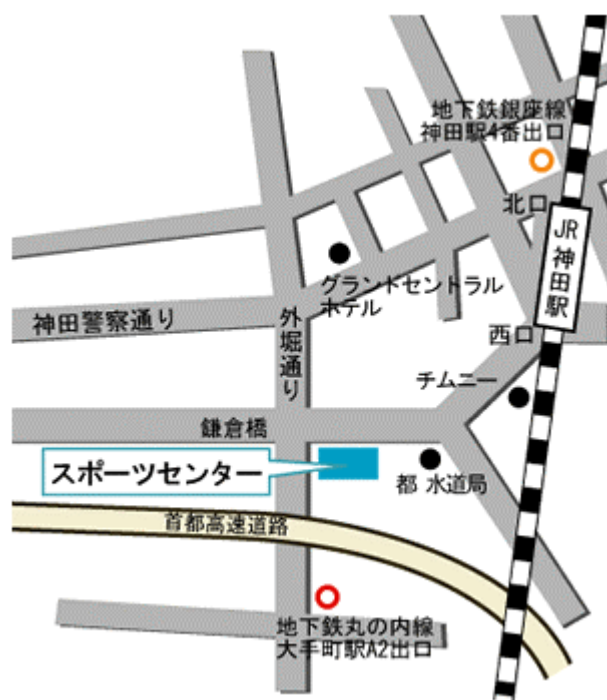 地下鉄銀座線
神田駅4番出口
北口
JR神田駅
グランドセントラル
ホテル
神田警察通り
外堀通り
西口
チムニー
鎌倉橋
スポーツセンター
都 水道局
首都高速道路
地下鉄丸の内線
大手町駅A2出口